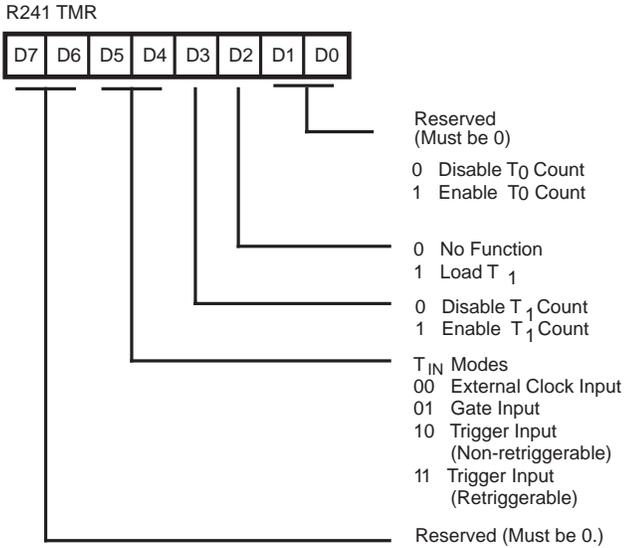 R241 TMR
D7 D6 D5 D4 D3 D2 D1 D0
Reserved
(Must be 0)
0 Disable T0 Count
1 Enable T0 Count
0 No Function
1 Load T 1
0 Disable T1 Count
1 Enable T1 Count
TIN Modes
00 External Clock Input
01 Gate Input
10 Trigger Input
(Non-retriggerable)
11 Trigger Input
(Retriggerable)
Reserved (Must be 0.)